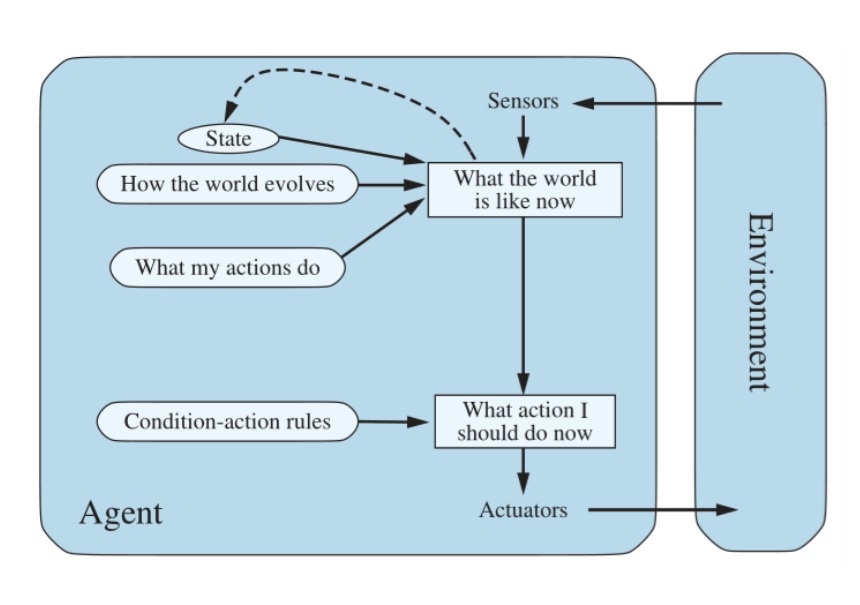 Sensors
State
How the world evolves
What the world
is like now
What my actions do
Environment
Condition-action rules
What action I
should do now
Agent
Actuators